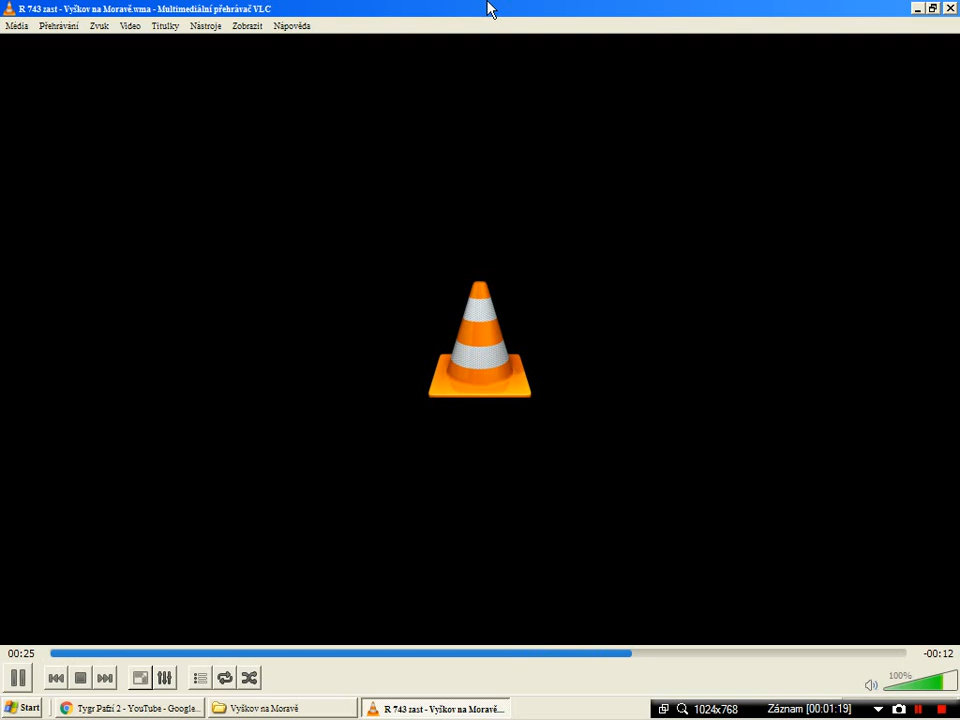 R 743 zast - Vyškov na Moravě.wma - Multimediální přehrávač VLC
Média Přehrávání Zvuk Video Titulky Nástroje Zobrazit Nápověda
00:25 -00:12
100%
Start Tygr Pafzi 2 - YouTube - Google... Vyškov na Moravě R 743 zast - Vyškov na Moravě... 1024x768 Záznam [00:01:19]